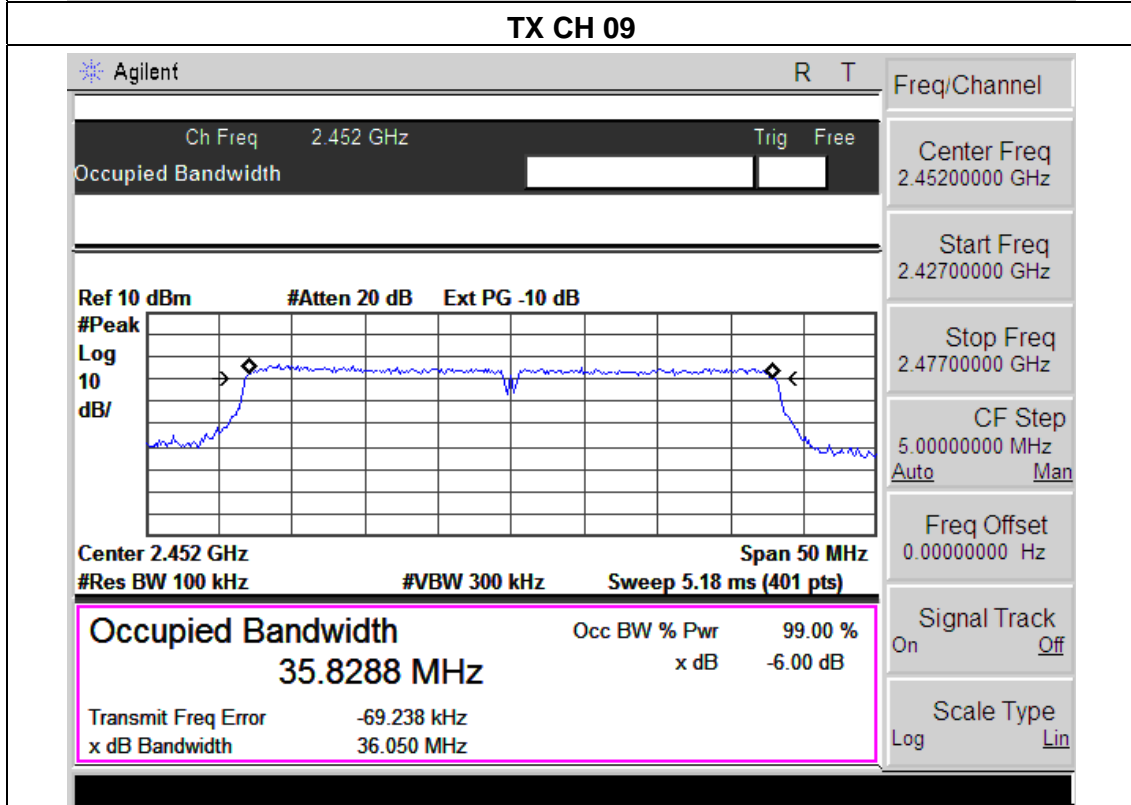 TX CH 09
Agilent R T
Ch Freq 2.452 GHz Trig Free
Occupied Bandwidth
Ref 10 dBm #Atten 20 dB Ext PG -10 dB
#Peak
Log
10
dB/
Center 2.452 GHz Span 50 MHz
#Res BW 100 kHz #VBW 300 kHz Sweep 5.18 ms (401 pts)
Occupied Bandwidth Occ BW % Pwr 99.00 %
35.8288 MHz x dB -6.00 dB
Transmit Freq Error -69.238 kHz
x dB Bandwidth 36.050 MHz
Freq/Channel
Center Freq
2.45200000 GHz
Start Freq
2.42700000 GHz
Stop Freq
2.47700000 GHz
CF Step
5.00000000 MHz
Auto Man
Freq Offset
0.00000000 Hz
Signal Track
On Off
Scale Type
Log Lin